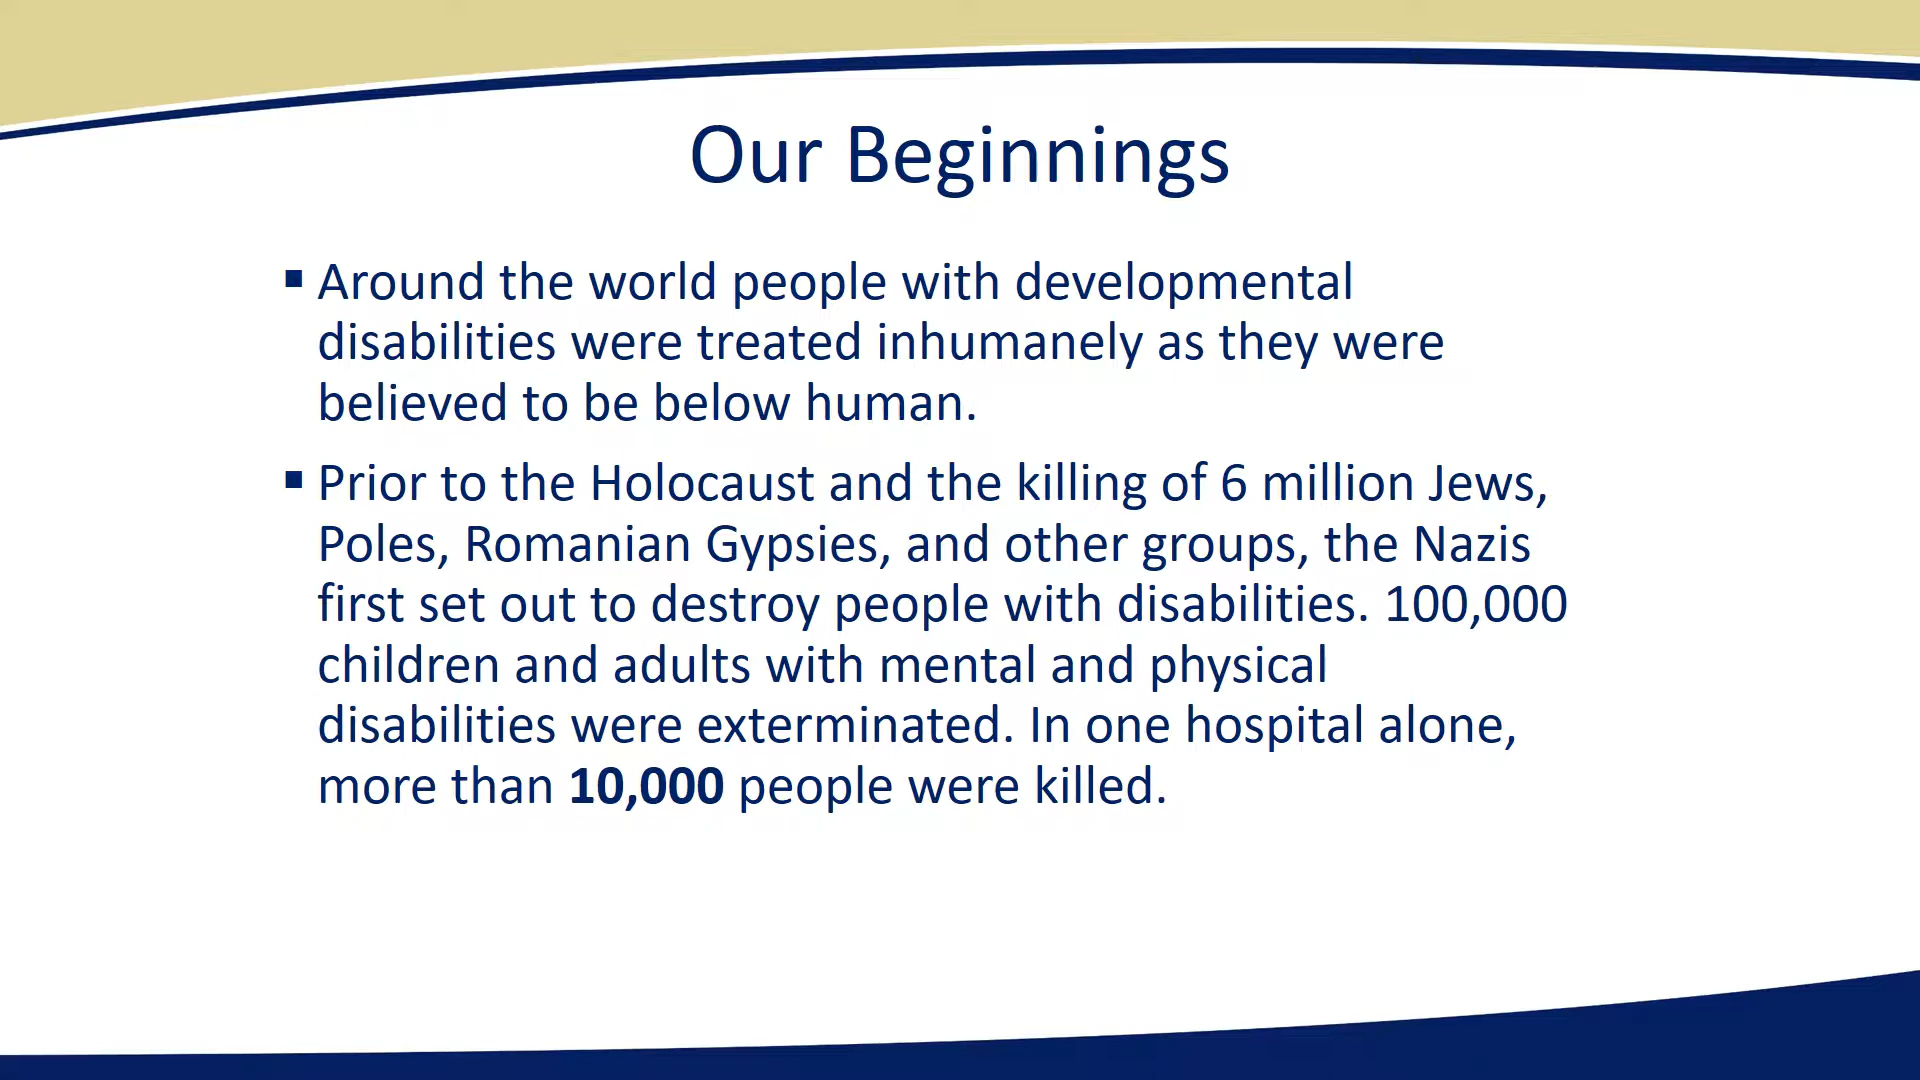 Our Beginnings
▪ Around the world people with developmental
disabilities were treated inhumanely as they were
believed to be below human.
▪ Prior to the Holocaust and the killing of 6 million Jews,
Poles, Romanian Gypsies, and other groups, the Nazis
first set out to destroy people with disabilities. 100,000
children and adults with mental and physical
disabilities were exterminated. In one hospital alone,
more than 10,000 people were killed.